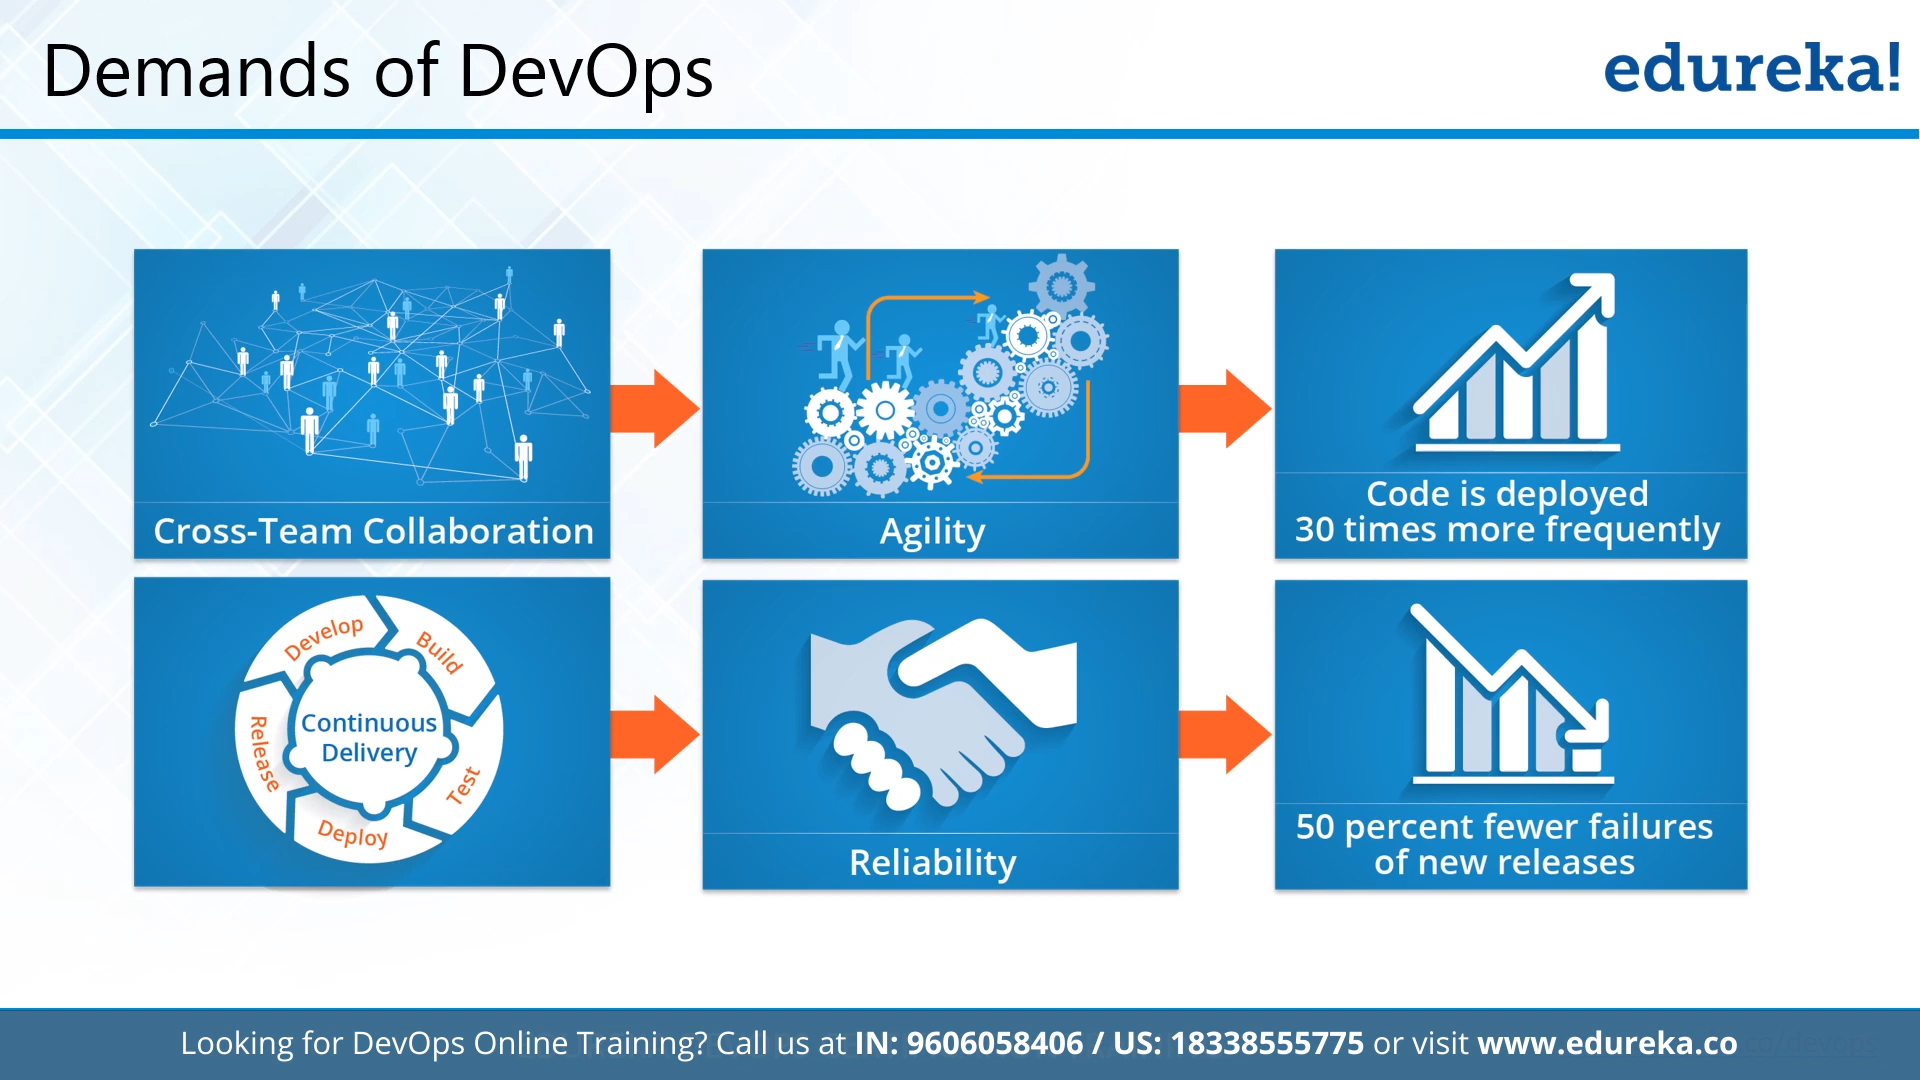 Demands of DevOps
edureka!
Cross-Team Collaboration
Agility
Code is deployed
30 times more frequently
Develop
Build
Test
Deploy
Release
Continuous
Delivery
Reliability
50 percent fewer failures
of new releases
Looking for DevOps Online Training? Call us at IN: 9606058406 / US: 18338555775 or visit www.edureka.co